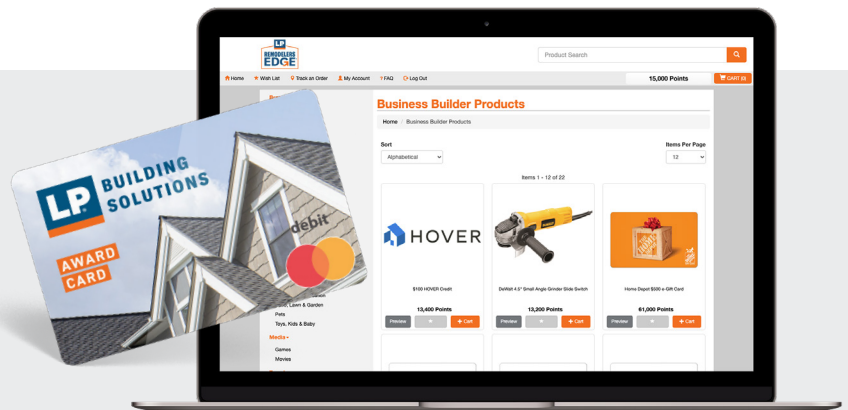 LP
REMODELERS
EDGE
Product Search
Home
Wish List
Track an Order
My Account
? FAQ
Log Out
15,000 Points
CART (0)
Business Builder Products
Home / Business Builder Products
Sort
Items Per Page
Alphabetical
12
Items 1 - 12 of 22
HOVER
$100 HOVER Credit
DeWalt 4.5" Small Angle Grinder Slide Switch
Home Depot $500 e-Gift Card
13,400 Points
13,200 Points
61,000 Points
Preview
+ Cart
Preview
+ Cart
Preview
+ Cart
Lawn & Garden
Pets
Toys, Kids & Baby
Media
Games
Movies
LP BUILDING
SOLUTIONS
AWARD
CARD
debit